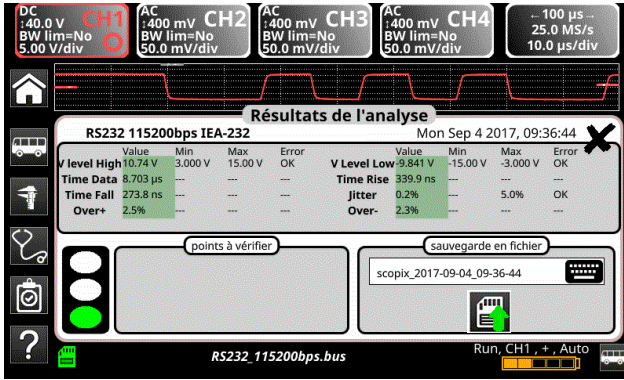 DC
↕40.0 V CH1
BW lim=No
5.00 V/div
AC
↕400 mV CH2
BW lim=No
50.0 mV/div
AC
↕400 mV CH3
BW lim=No
50.0 mV/div
AC
↕400 mV CH4
BW lim=No
50.0 mV/div
←100 µs→
25.0 MS/s
10.0 µs/div
Résultats de l'analyse
RS232 115200bps IEA-232 Mon Sep 4 2017, 09:36:44
Value Min Max Error Value Min Max Error
V level High 10.74 V 3.000 V 15.00 V OK V Level Low -9.841 V -15.00 V -3.000 V OK
Time Data 8.703 µs --- --- --- Time Rise 339.9 ns --- --- ---
Time Fall 273.8 ns --- --- --- Jitter 0.2% --- 5.0% OK
Over+ 2.5% --- --- --- Over- 2.3% --- --- ---
points à vérifier
sauvegarde en fichier
scopix_2017-09-04_09-36-44
?
RS232_115200bps.bus
Run, CH1 , + , Auto